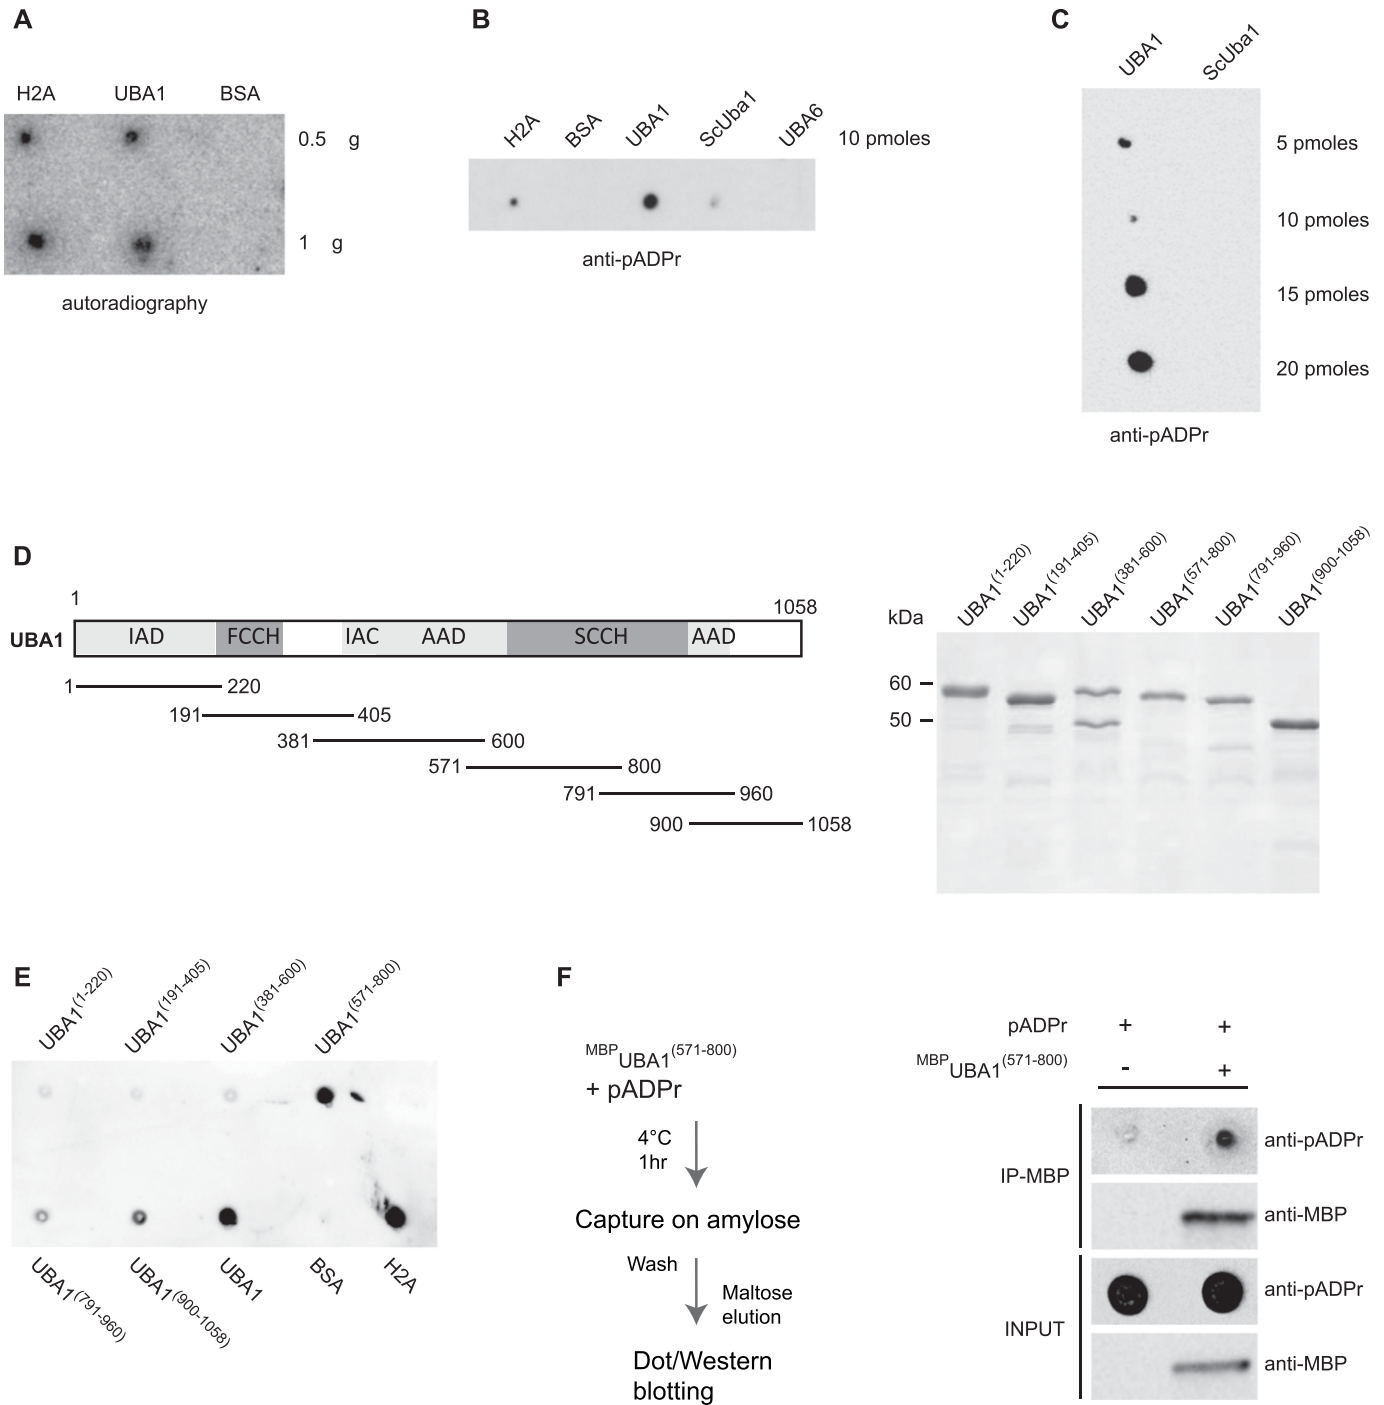 A
H2A UBA1 BSA
0.5 g
1 g
autoradiography
B
H2A BSA UBA1 ScUba1 UBA6
10 pmoles
anti-pADPr
C
UBA1 ScUba1
5 pmoles
10 pmoles
15 pmoles
20 pmoles
anti-pADPr
D
1
1058
UBA1 IAD FCCH IAC AAD SCCH AAD
1 220
191 405
381 600
571 800
791 960
900 1058
kDa
UBA1(1-220) UBA1(191-405) UBA1(381-600) UBA1(571-800) UBA1(791-960) UBA1(900-1058)
60
50
E
UBA1(1-220) UBA1(191-405) UBA1(381-600) UBA1(571-800)
UBA1(791-960) UBA1(900-1058) UBA1 BSA H2A
F
MBPUBA1(571-800)
+ pADPr
4°C
1hr
Capture on amylose
Wash
Maltose
elution
Dot/Western
blotting
pADPr + +
MBPUBA1(571-800) - +
IP-MBP
anti-pADPr
anti-MBP
INPUT
anti-pADPr
anti-MBP